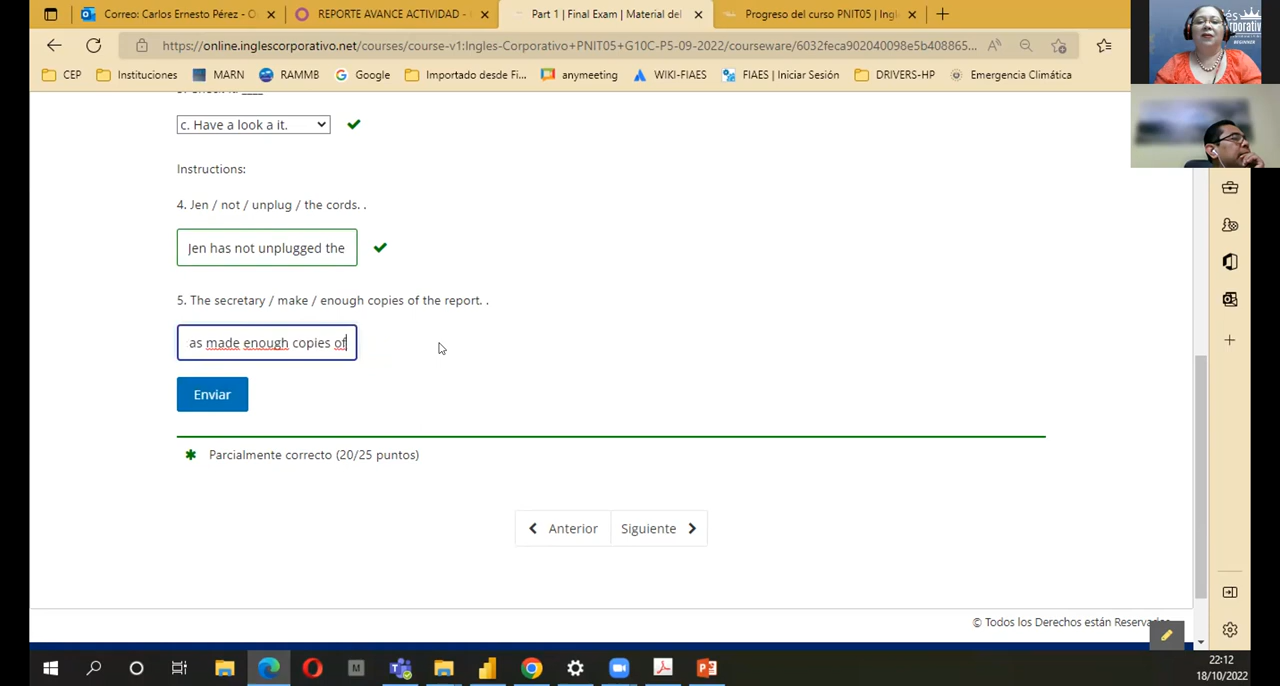 Correo: Carlos Ernesto Pérez - O
REPORTE AVANCE ACTIVIDAD -
Part 1 | Final Exam | Material del
Progreso del curso PNIT05 | Ingl
https://online.inglescorporativo.net/courses/course-v1:Ingles-Corporativo+PNIT05+G10C-P5-09-2022/courseware/6032feca902040098e5b408865...
CEP
Instituciones
MARN
RAMMB
Google
Importado desde Fi...
anymeeting
WIKI-FIAES
FIAES | Iniciar Sesión
DRIVERS-HP
Emergencia Climática
c. Have a look a it.
Instructions:
4. Jen / not / unplug / the cords. .
Jen has not unplugged the
5. The secretary / make / enough copies of the report. .
as made enough copies of
Enviar
Parcialmente correcto (20/25 puntos)
Anterior
Siguiente
© Todos los Derechos están Reservado
22:12
18/10/2022